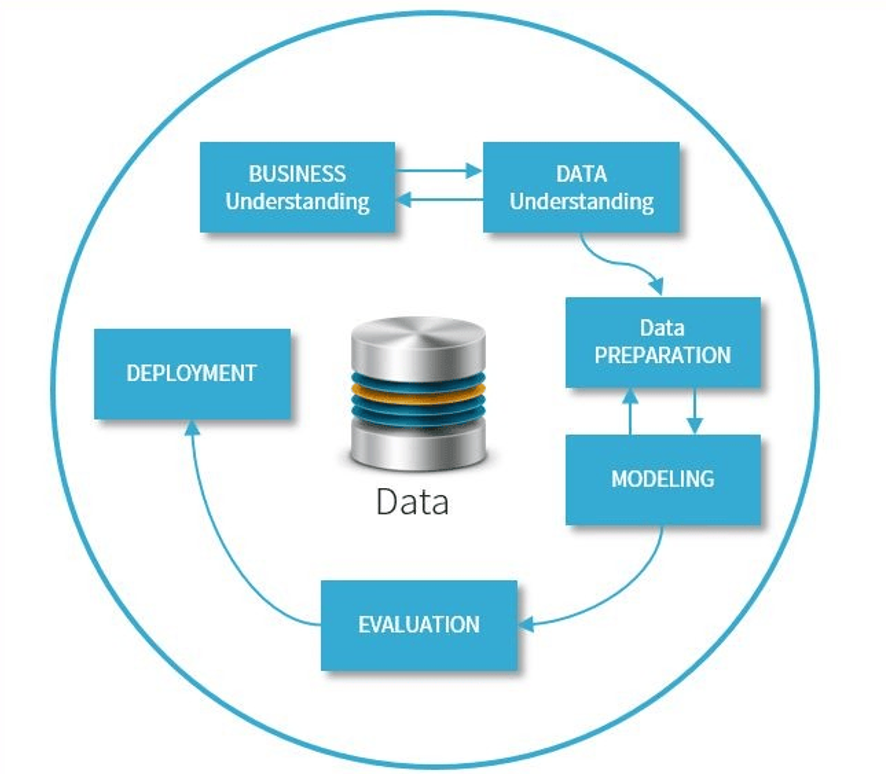 BUSINESS
Understanding
DATA
Understanding
Data
PREPARATION
DEPLOYMENT
MODELING
Data
EVALUATION